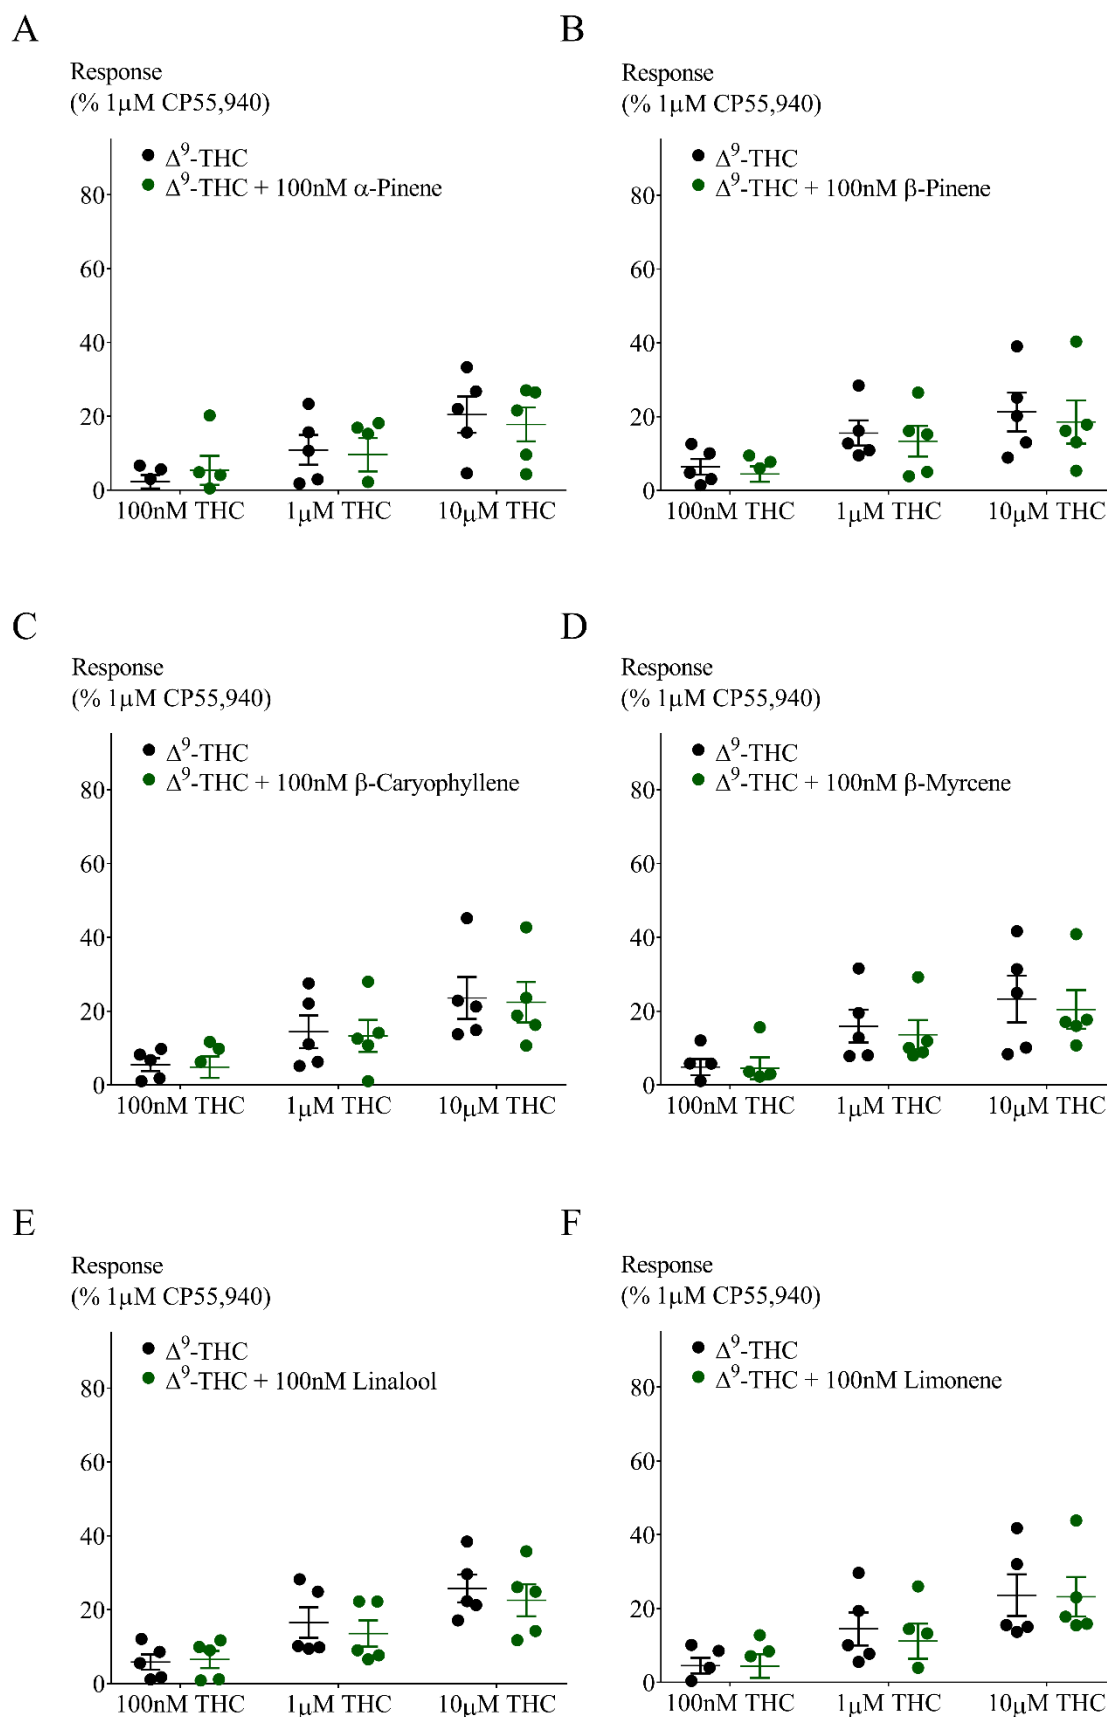 A
Response
(% 1μM CP55,940)
Δ⁹-THC
Δ⁹-THC + 100nM α-Pinene
80
60
40
20
0
100nM THC 1μM THC 10μM THC
B
Response
(% 1μM CP55,940)
Δ⁹-THC
Δ⁹-THC + 100nM β-Pinene
80
60
40
20
0
100nM THC 1μM THC 10μM THC
C
Response
(% 1μM CP55,940)
Δ⁹-THC
Δ⁹-THC + 100nM β-Caryophyllene
80
60
40
20
0
100nM THC 1μM THC 10μM THC
D
Response
(% 1μM CP55,940)
Δ⁹-THC
Δ⁹-THC + 100nM β-Myrcene
80
60
40
20
0
100nM THC 1μM THC 10μM THC
E
Response
(% 1μM CP55,940)
Δ⁹-THC
Δ⁹-THC + 100nM Linalool
80
60
40
20
0
100nM THC 1μM THC 10μM THC
F
Response
(% 1μM CP55,940)
Δ⁹-THC
Δ⁹-THC + 100nM Limonene
80
60
40
20
0
100nM THC 1μM THC 10μM THC